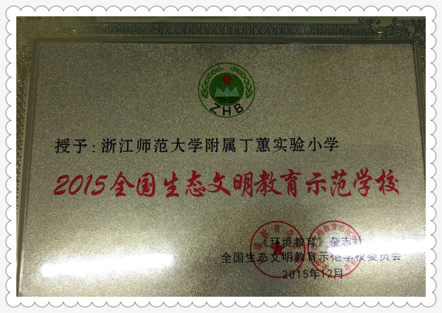 ZHB
授予:浙江师范大学附属丁蕙实验小学
2015全国生态文明教育示范学校
《环境教育》杂志社
全国生态文明教育示范学校委员会
2015年12月